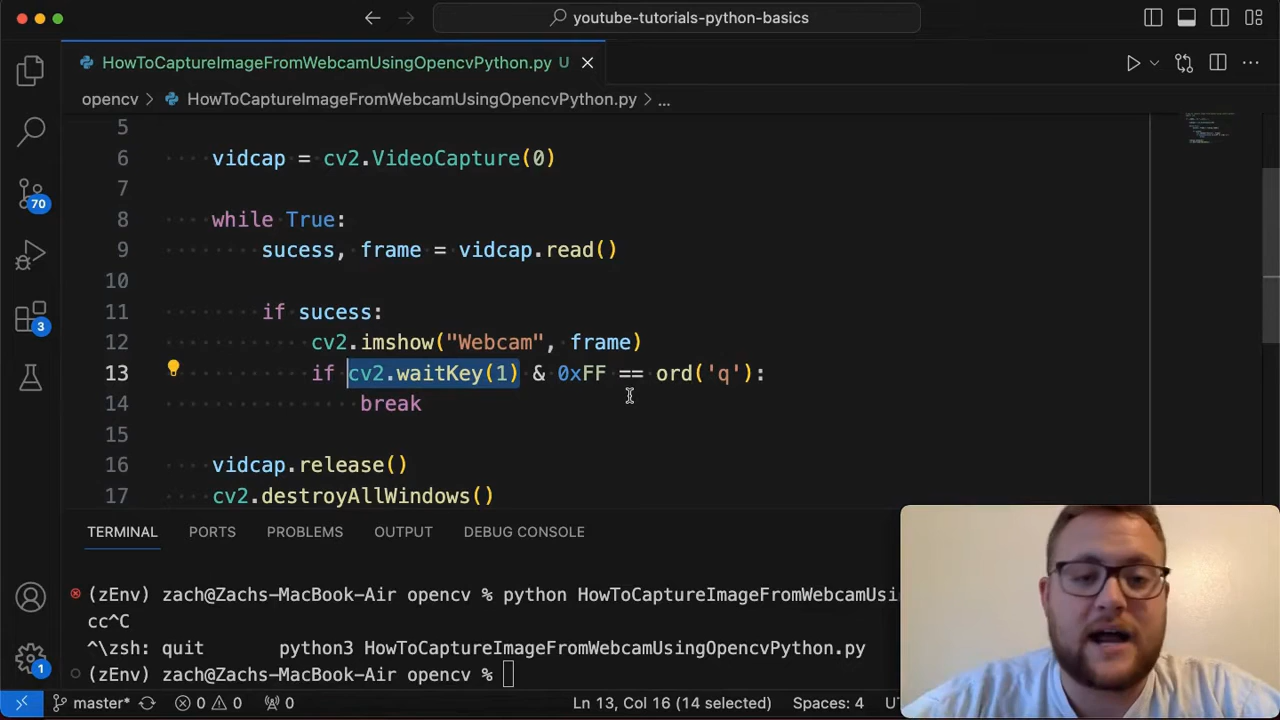 youtube-tutorials-python-basics
HowToCaptureImageFromWebcamUsingOpencvPython.py U
opencv > HowToCaptureImageFromWebcamUsingOpencvPython.py > ...
5
6 vidcap = cv2.VideoCapture(0)
7
8 while True:
9 sucess, frame = vidcap.read()
10
11 if sucess:
12 cv2.imshow("Webcam", frame)
13 if cv2.waitKey(1) & 0xFF == ord('q'):
14 break
15
16 vidcap.release()
17 cv2.destroyAllWindows()
70
3
1
TERMINAL PORTS PROBLEMS OUTPUT DEBUG CONSOLE
(zEnv) zach@Zachs-MacBook-Air opencv % python HowToCaptureImageFromWebcamUsi
cc^C
^\zsh: quit python3 HowToCaptureImageFromWebcamUsingOpencvPython.py
(zEnv) zach@Zachs-MacBook-Air opencv %
master* 0 0 0 Ln 13, Col 16 (14 selected) Spaces: 4 U